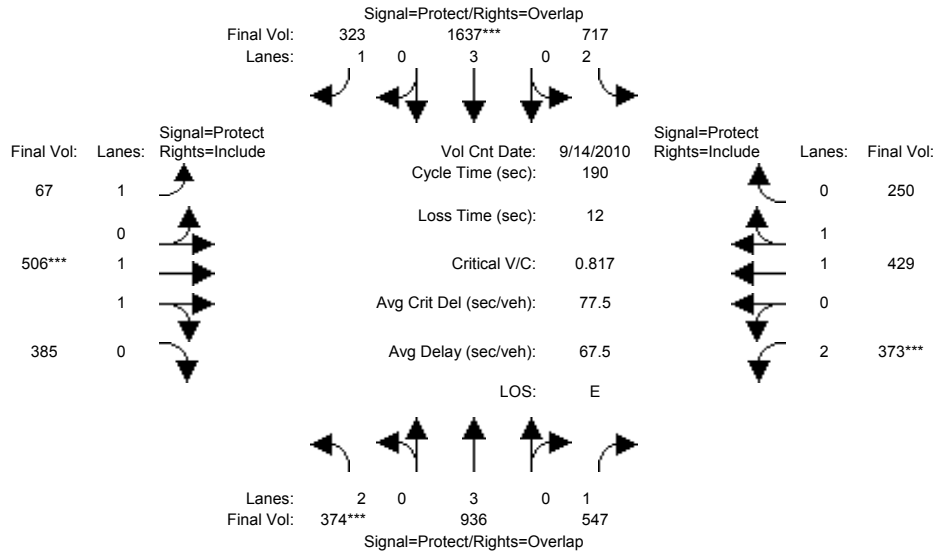 Signal=Protect/Rights=Overlap
Final Vol: 323 1637*** 717
Lanes: 1 0 3 0 2
Signal=Protect
Final Vol: Lanes: Rights=Include
Vol Cnt Date: 9/14/2010
Signal=Protect
Rights=Include Lanes: Final Vol:
Cycle Time (sec): 190
67 1
0 250
Loss Time (sec): 12
0
1
506*** 1
Critical V/C: 0.817
1 429
1
Avg Crit Del (sec/veh): 77.5
0
385 0
Avg Delay (sec/veh): 67.5
2 373***
LOS: E
Lanes: 2 0 3 0 1
Final Vol: 374*** 936 547
Signal=Protect/Rights=Overlap